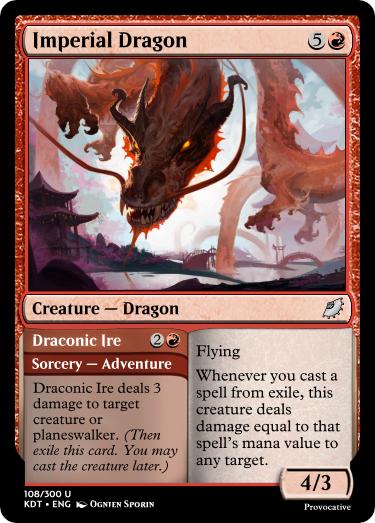 Imperial Dragon 5
Creature — Dragon
Draconic Ire 2
Sorcery — Adventure
Draconic Ire deals 3
damage to target
creature or
planeswalker. (Then
exile this card. You may
cast the creature later.)
Flying
Whenever you cast a
spell from exile, this
creature deals
damage equal to that
spell's mana value to
any target.
4/3
108/300 U
KDT • ENG Ognjen Sporin
Provocative